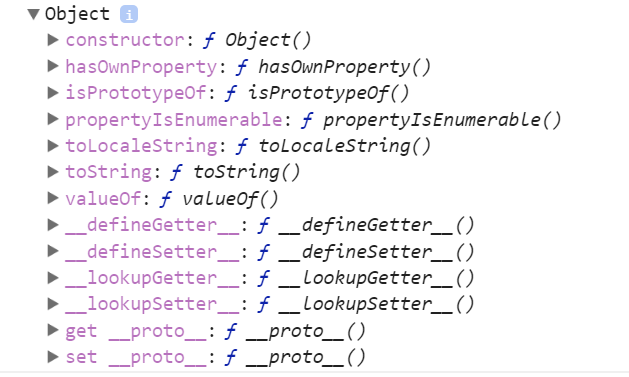 ▼Object i
▶constructor: ƒ Object()
▶hasOwnProperty: ƒ hasOwnProperty()
▶isPrototypeOf: ƒ isPrototypeOf()
▶propertyIsEnumerable: ƒ propertyIsEnumerable()
▶toLocaleString: ƒ toLocaleString()
▶toString: ƒ toString()
▶valueOf: ƒ valueOf()
▶__defineGetter__: ƒ __defineGetter__()
▶__defineSetter__: ƒ __defineSetter__()
▶__lookupGetter__: ƒ __lookupGetter__()
▶__lookupSetter__: ƒ __lookupSetter__()
▶get __proto__: ƒ __proto__()
▶set __proto__: ƒ __proto__()